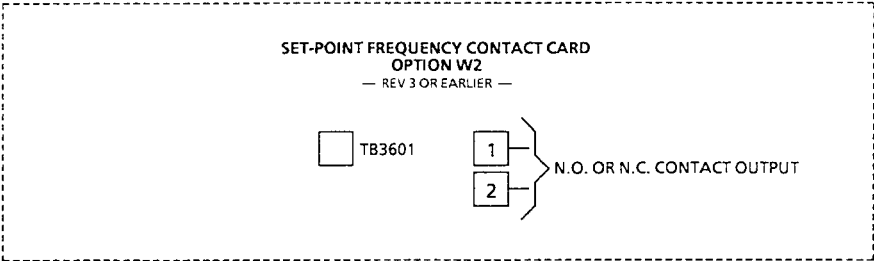 SET-POINT FREQUENCY CONTACT CARD
OPTION W2
— REV 3 OR EARLIER —
TB3601
1
2
N.O. OR N.C. CONTACT OUTPUT